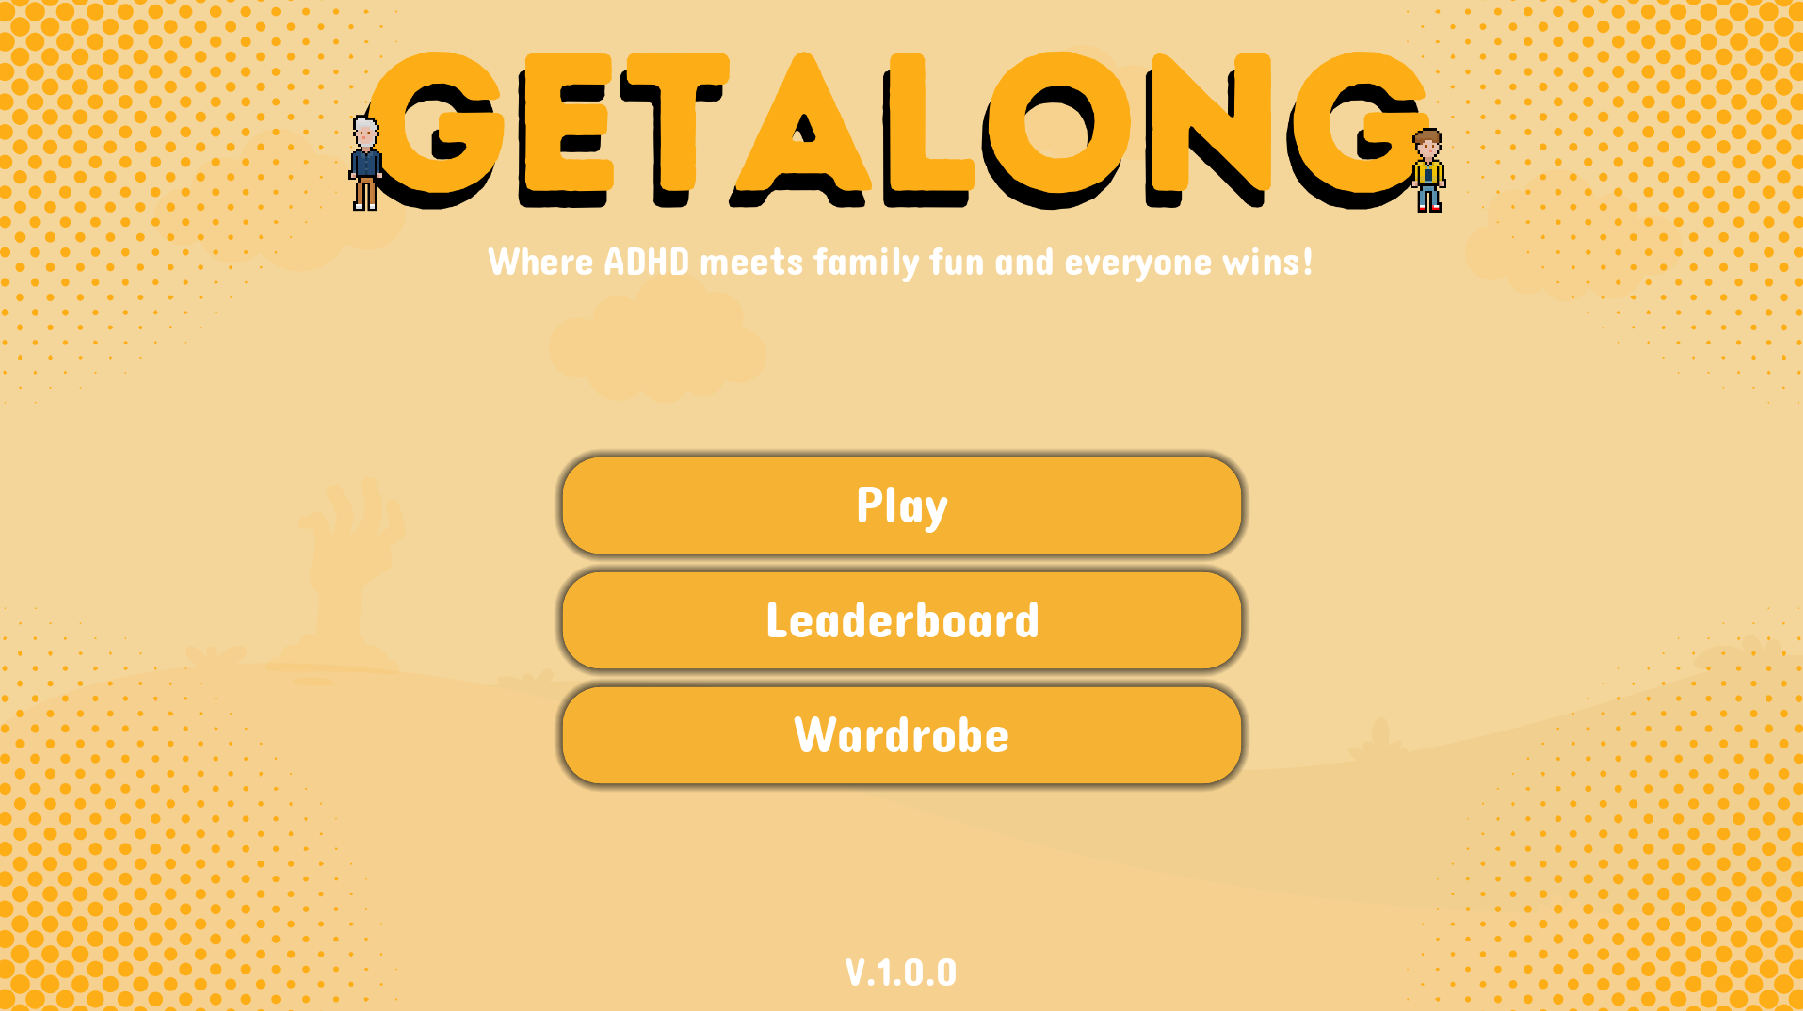 GETALONG
Where ADHD meets family fun and everyone wins!
Play
Leaderboard
Wardrobe
V.1.0.0